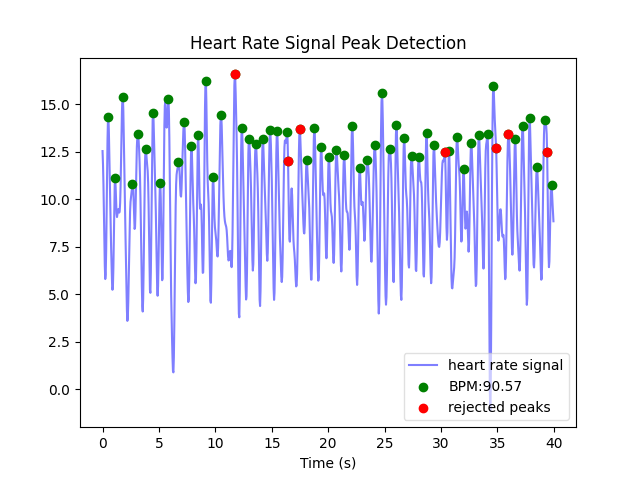 Heart Rate Signal Peak Detection
15.0
12.5
10.0
7.5
5.0
2.5
0.0
heart rate signal
BPM:90.57
rejected peaks
0 5 10 15 20 25 30 35 40
Time (s)